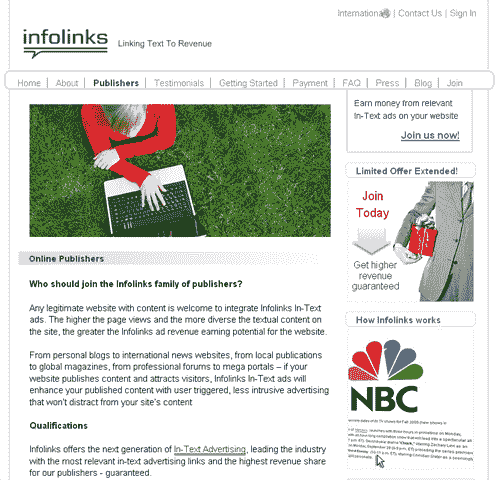 International | Contact Us | Sign In
infolinks
Linking Text To Revenue
Home | About | Publishers | Testimonials | Getting Started | Payment | FAQ | Press | Blog | Join
Earn money from relevant
In-Text ads on your website
Join us now!
Limited Offer Extended!
Join
Today
Get higher
revenue
guaranteed
Online Publishers
Who should join the Infolinks family of publishers?
Any legitimate website with content is welcome to integrate Infolinks In-Text
ads. The higher the page views and the more diverse the textual content on
the site, the greater the Infolinks ad revenue earning potential for the website.
From personal blogs to international news websites, from local publications
to global magazines, from professional forums to mega portals – if your
website publishes content and attracts visitors, Infolinks In-Text ads will
enhance your published content with user triggered, less intrusive advertising
that won't distract from your site's content
Qualifications
Infolinks offers the next generation of In-Text Advertising, leading the industry
with the most relevant in-text advertising links and the highest revenue share
for our publishers - guaranteed.
How Infolinks works
NBC